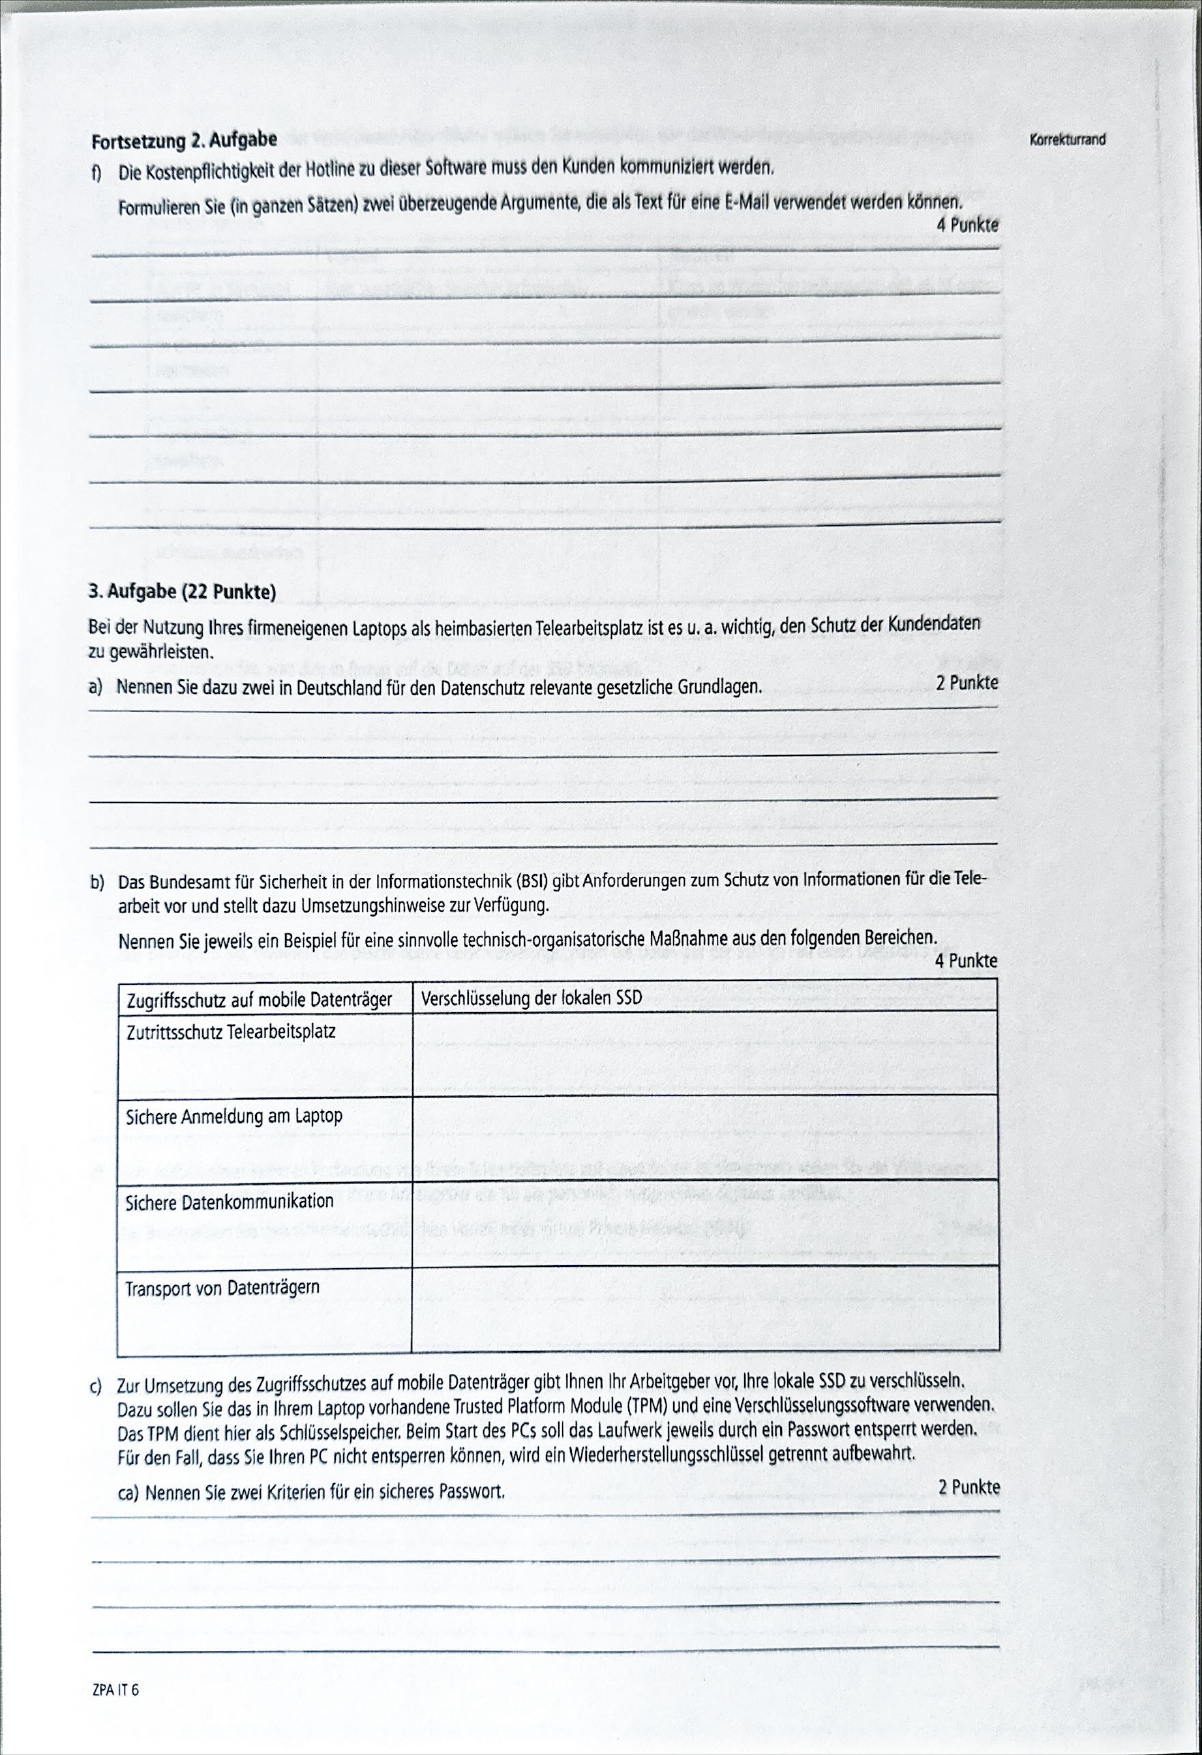 Fortsetzung 2. Aufgabe
Korrekturrand
f) Die Kostenpflichtigkeit der Hotline zu dieser Software muss den Kunden kommuniziert werden.
Formulieren Sie (in ganzen Sätzen) zwei überzeugende Argumente, die als Text für eine E-Mail verwendet werden können.
4 Punkte
3. Aufgabe (22 Punkte)
Bei der Nutzung Ihres firmeneigenen Laptops als heimbasierten Telearbeitsplatz ist es u. a. wichtig, den Schutz der Kundendaten
zu gewährleisten.
a) Nennen Sie dazu zwei in Deutschland für den Datenschutz relevante gesetzliche Grundlagen. 2 Punkte
b) Das Bundesamt für Sicherheit in der Informationstechnik (BSI) gibt Anforderungen zum Schutz von Informationen für die Tele-
arbeit vor und stellt dazu Umsetzungshinweise zur Verfügung.
Nennen Sie jeweils ein Beispiel für eine sinnvolle technisch-organisatorische Maßnahme aus den folgenden Bereichen.
4 Punkte
Zugriffsschutz auf mobile Datenträger Verschlüsselung der lokalen SSD
Zutrittsschutz Telearbeitsplatz
Sichere Anmeldung am Laptop
Sichere Datenkommunikation
Transport von Datenträgern
c) Zur Umsetzung des Zugriffsschutzes auf mobile Datenträger gibt Ihnen Ihr Arbeitgeber vor, Ihre lokale SSD zu verschlüsseln.
Dazu sollen Sie das in Ihrem Laptop vorhandene Trusted Platform Module (TPM) und eine Verschlüsselungssoftware verwenden.
Das TPM dient hier als Schlüsselspeicher. Beim Start des PCs soll das Laufwerk jeweils durch ein Passwort entsperrt werden.
Für den Fall, dass Sie Ihren PC nicht entsperren können, wird ein Wiederherstellungsschlüssel getrennt aufbewahrt.
ca) Nennen Sie zwei Kriterien für ein sicheres Passwort. 2 Punkte
ZPA IT 6